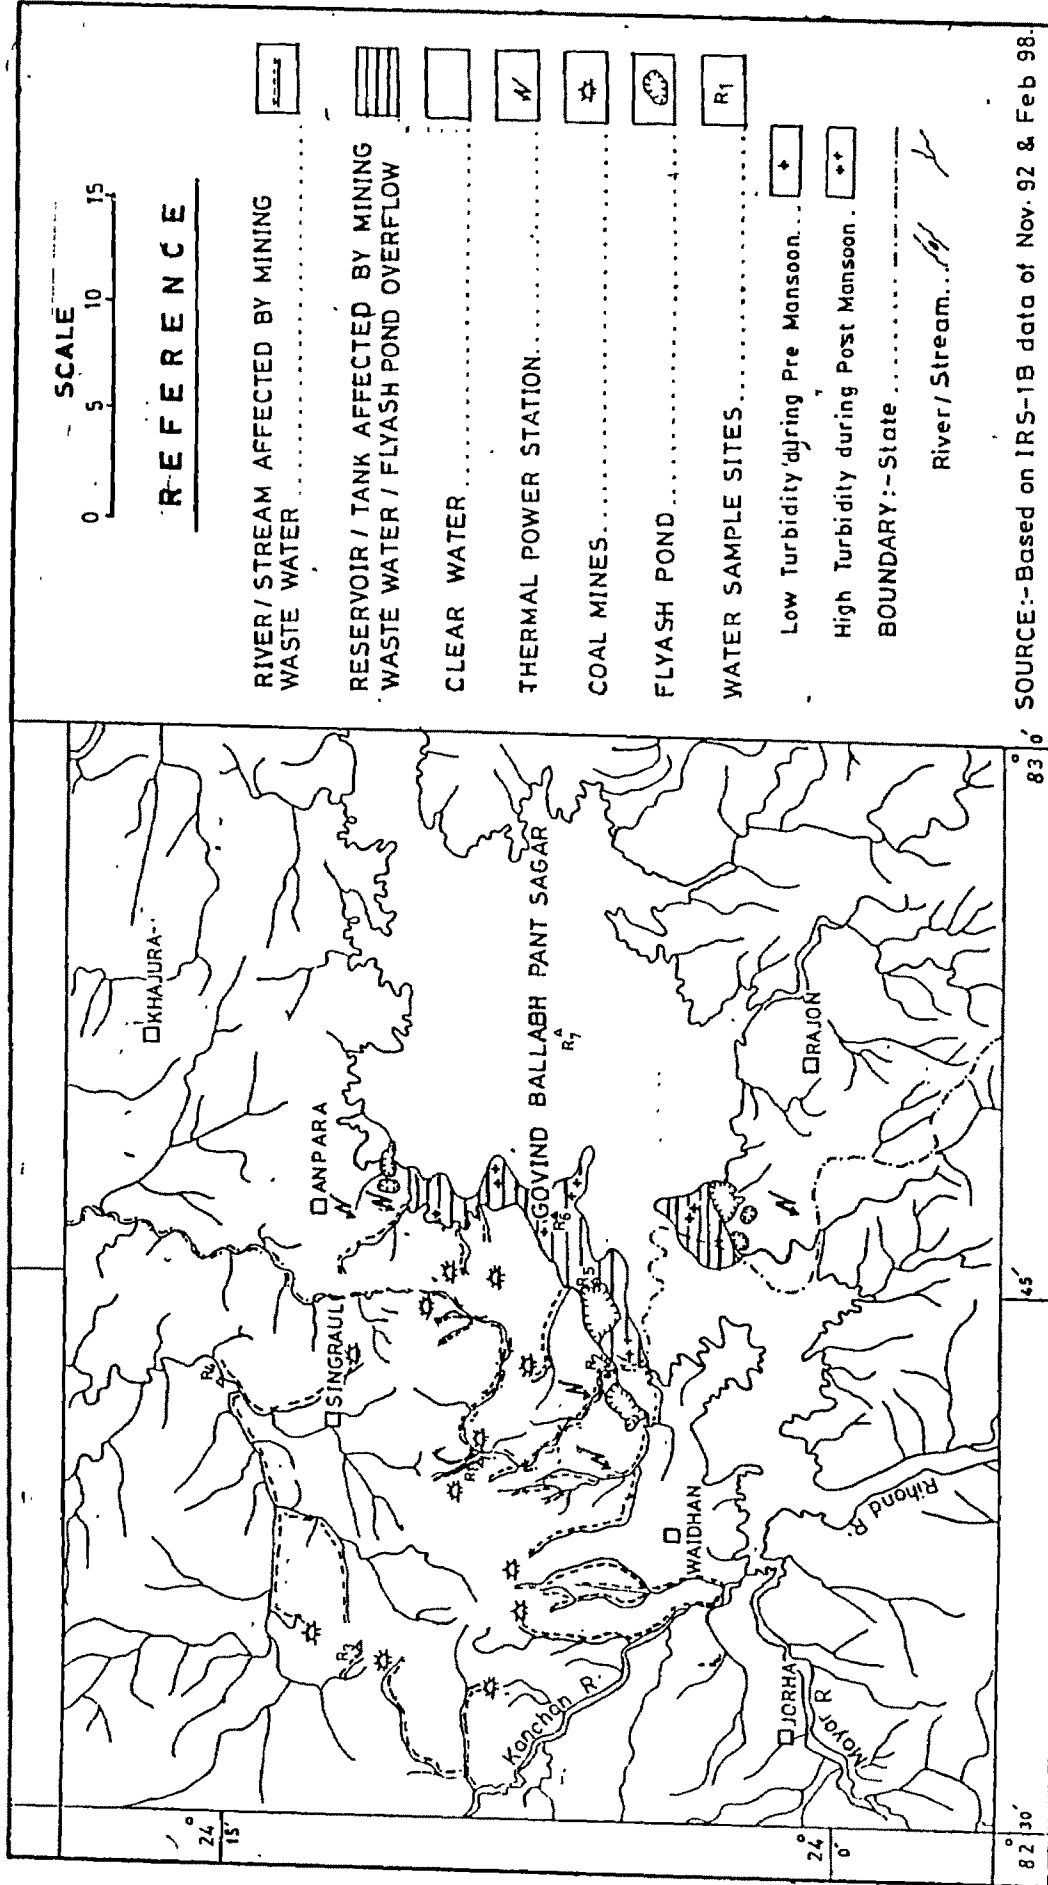 SCALE
0 5 10 15
REFERENCE
RIVER/STREAM AFFECTED BY MINING
WASTE WATER
RESERVOIR / TANK AFFECTED BY MINING
WASTE WATER / FLYASH POND OVERFLOW
CLEAR WATER
THERMAL POWER STATION
COAL MINES
FLYASH POND
WATER SAMPLE SITES
R1
Low Turbidity during Pre Mansoon
High Turbidity during Post Mansoon
BOUNDARY:-State
River/Stream
SOURCE:-Based on IRS-1B data of Nov. 92 & Feb 98.
24° 15'
24° 0'
82° 30'
45'
83° 0'
KHAJURA
ANPARA
SINGRAULI
GOVIND BALLABH PANT SAGAR
RAJON
WAIDHAN
JORHA
Kanchan R.
Mayar R
Rihand R.
R3
R2
R5
R6
R7